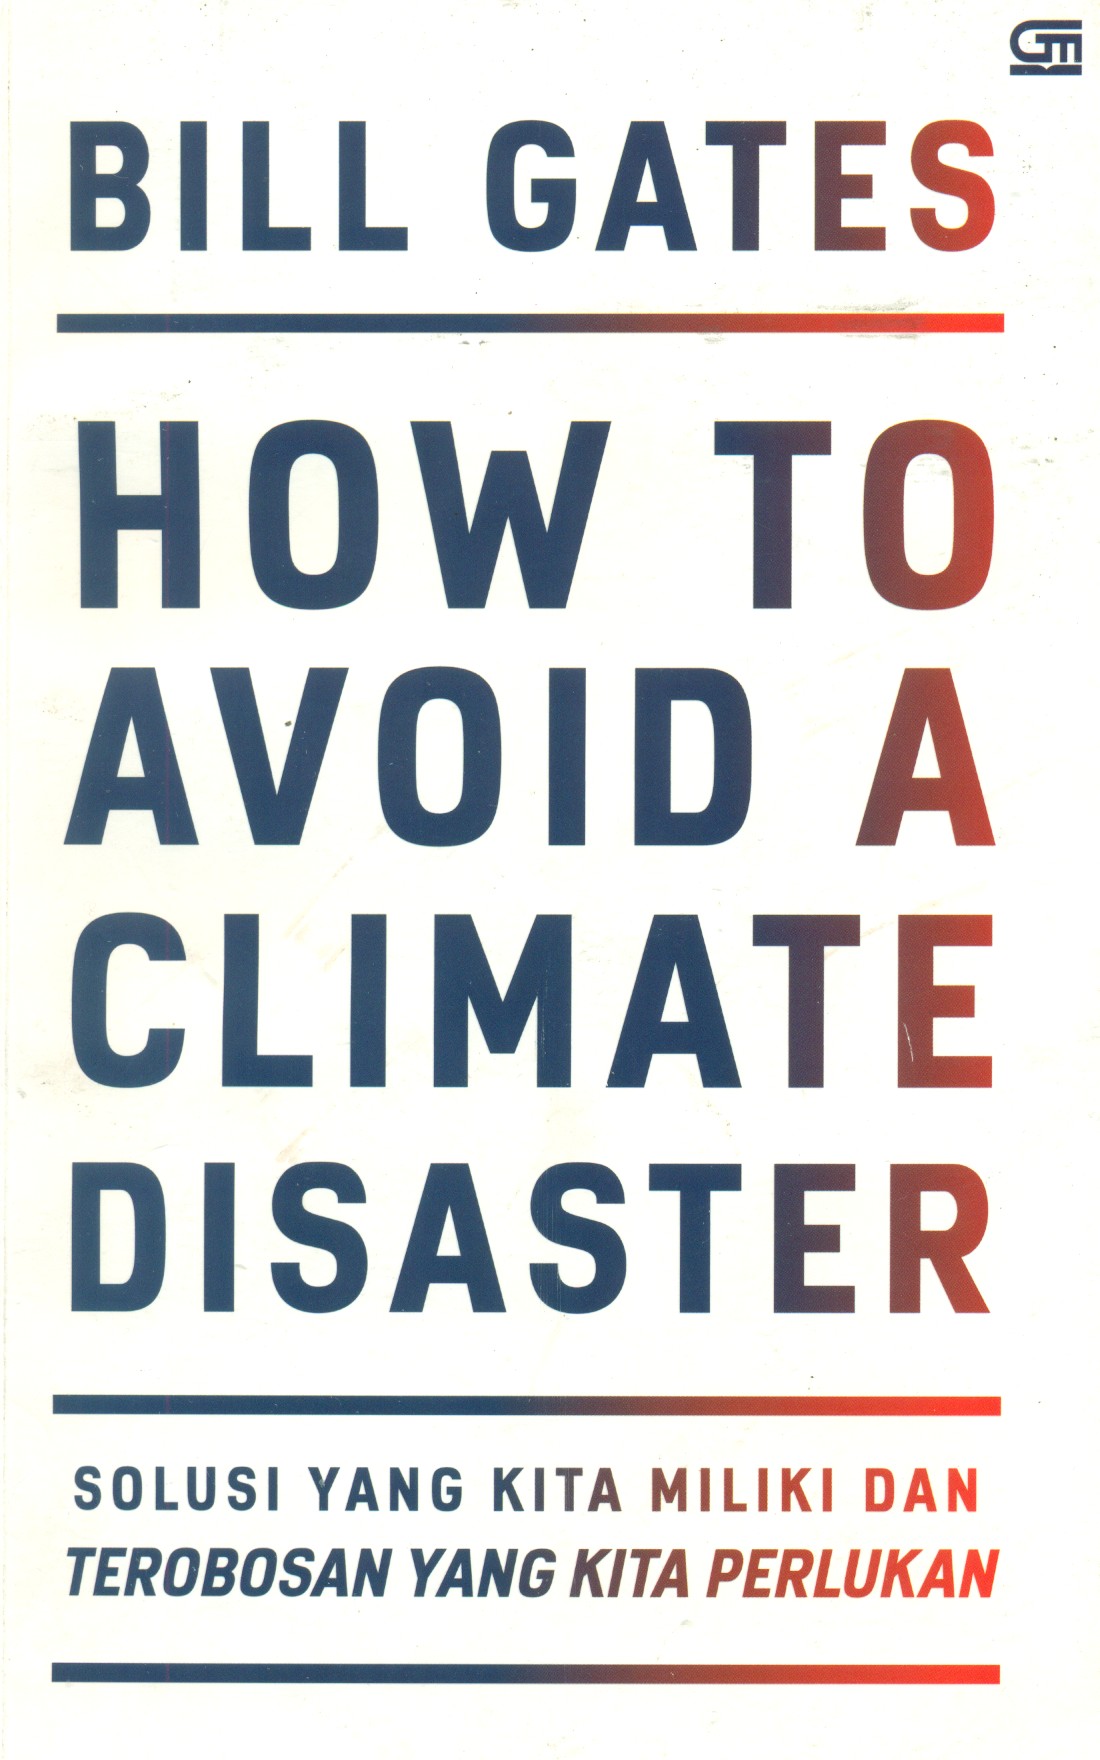 GM
BILL GATES
HOW TO
AVOID A
CLIMATE
DISASTER
SOLUSI YANG KITA MILIKI DAN
TEROBOSAN YANG KITA PERLUKAN